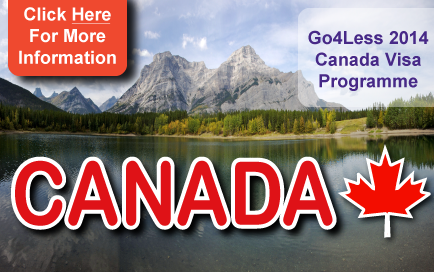 Click Here
For More
Information
Go4Less 2014
Canada Visa
Programme
CANADA